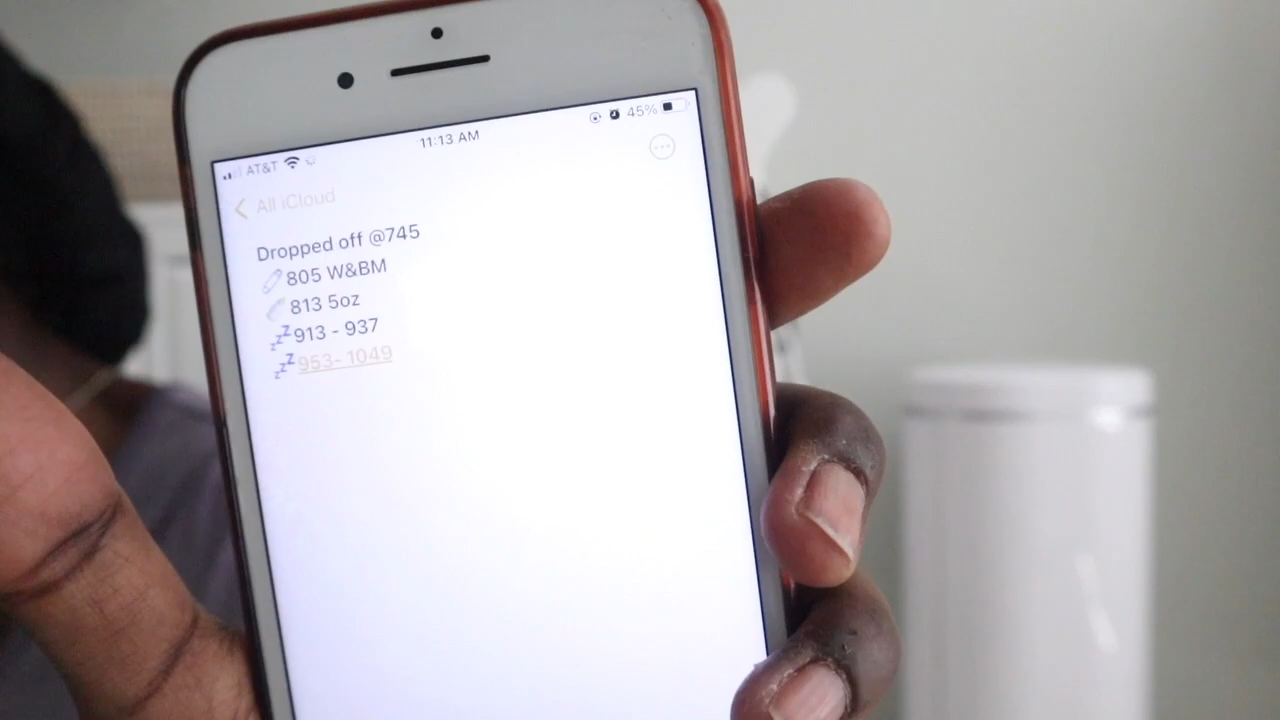 AT&T 11:13 AM 45%
All iCloud
Dropped off @745
805 W&BM
813 5oz
913 - 937
953- 1049